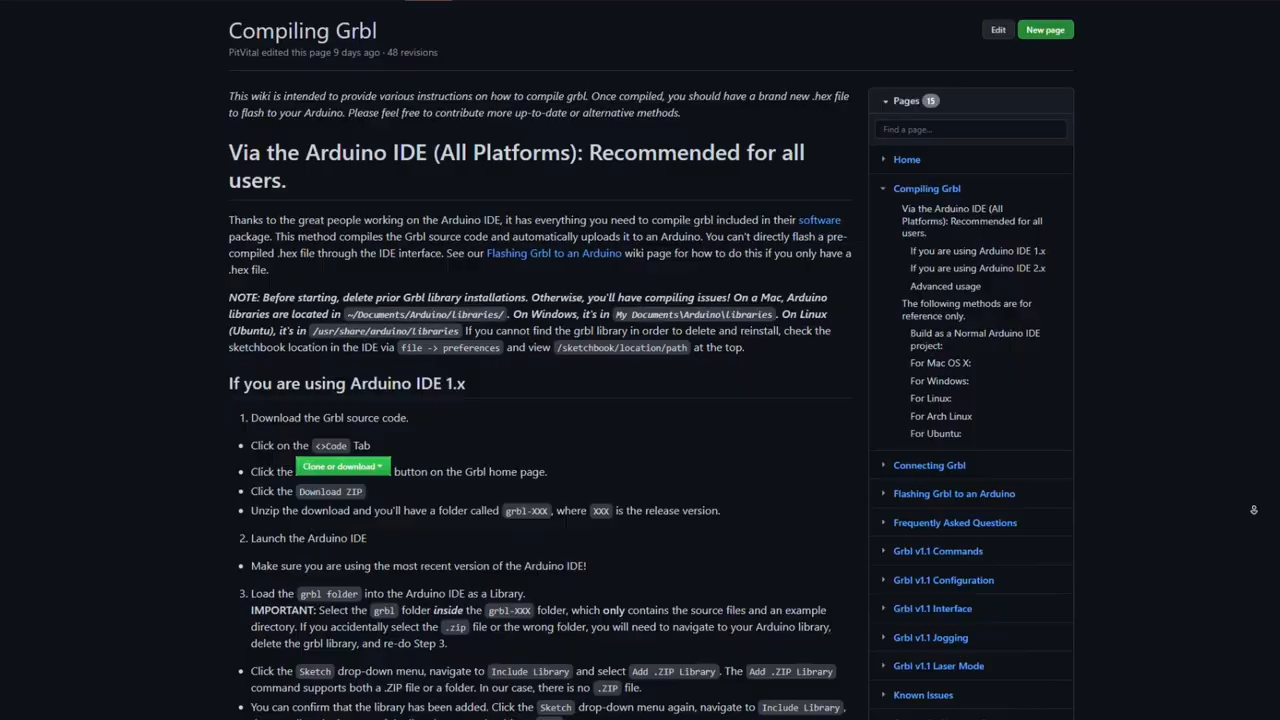 Compiling Grbl
Edit
New page
PitVital edited this page 9 days ago · 48 revisions
This wiki is intended to provide various instructions on how to compile grbl. Once compiled, you should have a brand new .hex file
to flash to your Arduino. Please feel free to contribute more up-to-date or alternative methods.
Via the Arduino IDE (All Platforms): Recommended for all
users.
Thanks to the great people working on the Arduino IDE, it has everything you need to compile grbl included in their software
package. This method compiles the Grbl source code and automatically uploads it to an Arduino. You can't directly flash a pre-
compiled .hex file through the IDE interface. See our Flashing Grbl to an Arduino wiki page for how to do this if you only have a
.hex file.
NOTE: Before starting, delete prior Grbl library installations. Otherwise, you'll have compiling issues! On a Mac, Arduino
libraries are located in ~/Documents/Arduino/libraries/. On Windows, it's in My Documents\Arduino\libraries. On Linux
(Ubuntu), it's in /usr/share/arduino/libraries If you cannot find the grbl library in order to delete and reinstall, check the
sketchbook location in the IDE via file -> preferences and view /sketchbook/location/path at the top.
If you are using Arduino IDE 1.x
1. Download the Grbl source code.
• Click on the <>Code Tab
• Click the Clone or download button on the Grbl home page.
• Click the Download ZIP
• Unzip the download and you'll have a folder called grbl-XXX, where XXX is the release version.
2. Launch the Arduino IDE
• Make sure you are using the most recent version of the Arduino IDE!
3. Load the grbl folder into the Arduino IDE as a Library.
IMPORTANT: Select the grbl folder inside the grbl-XXX folder, which only contains the source files and an example
directory. If you accidentally select the .zip file or the wrong folder, you will need to navigate to your Arduino library,
delete the grbl library, and re-do Step 3.
• Click the Sketch drop-down menu, navigate to Include Library and select Add .ZIP Library. The Add .ZIP Library
command supports both a .ZIP file or a folder. In our case, there is no .ZIP file.
• You can confirm that the library has been added. Click the Sketch drop-down menu again, navigate to Include Library,
Pages 15
Find a page...
Home
Compiling Grbl
Via the Arduino IDE (All
Platforms): Recommended for all
users.
If you are using Arduino IDE 1.x
If you are using Arduino IDE 2.x
Advanced usage
The following methods are for
reference only.
Build as a Normal Arduino IDE
project:
For Mac OS X:
For Windows:
For Linux:
For Arch Linux
For Ubuntu:
Connecting Grbl
Flashing Grbl to an Arduino
Frequently Asked Questions
Grbl v1.1 Commands
Grbl v1.1 Configuration
Grbl v1.1 Interface
Grbl v1.1 Jogging
Grbl v1.1 Laser Mode
Known Issues